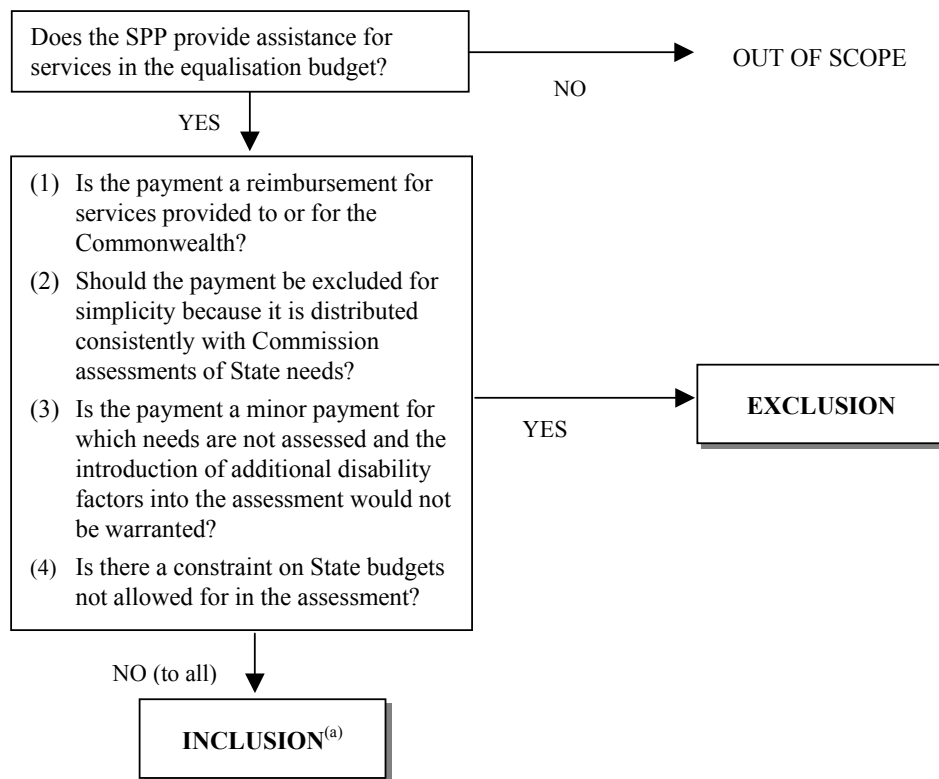 Does the SPP provide assistance for
services in the equalisation budget?
OUT OF SCOPE
NO
YES
(1) Is the payment a reimbursement for
services provided to or for the
Commonwealth?
(2) Should the payment be excluded for
simplicity because it is distributed
consistently with Commission
assessments of State needs?
(3) Is the payment a minor payment for
which needs are not assessed and the
introduction of additional disability
factors into the assessment would not
be warranted?
(4) Is there a constraint on State budgets
not allowed for in the assessment?
YES
EXCLUSION
NO (to all)
INCLUSION(a)